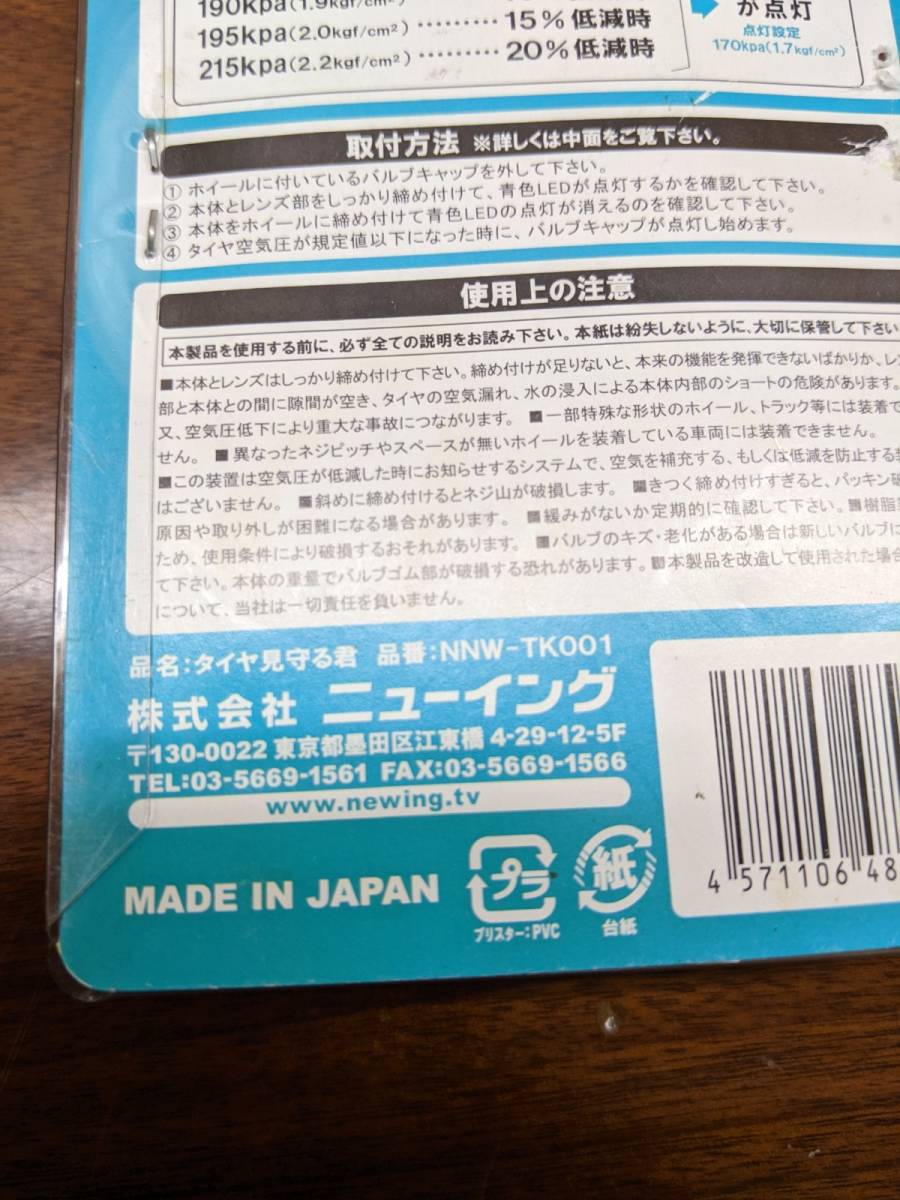 190kpa(1.9kgf/cm²)
195kpa(2.0kgf/cm²) ········· 15%低減時
215kpa(2.2kgf/cm²) ········· 20%低減時
が点灯
点灯設定
170kpa(1.7kgf/cm²)
取付方法 ※詳しくは中面をご覧下さい。
① ホイールに付いているバルブキャップを外して下さい。
② 本体とレンズ部をしっかり締め付けて、青色LEDが点灯するかを確認して下さい。
③ 本体をホイールに締め付けて青色LEDの点灯が消えるのを確認して下さい。
④ タイヤ空気圧が規定値以下になった時に、バルブキャップが点灯し始めます。
使用上の注意
本製品を使用する前に、必ず全ての説明をお読み下さい。本紙は紛失しないように、大切に保管して下さい
■本体とレンズはしっかり締め付けて下さい。締め付けが足りないと、本来の機能を発揮できないばかりか、レン
部と本体との間に隙間が空き、タイヤの空気漏れ、水の浸入による本体内部のショートの危険があります。
又、空気圧低下により重大な事故につながります。 ■一部特殊な形状のホイール、トラック等には装着で
せん。 ■異なったネジピッチやスペースが無いホイールを装着している車両には装着できません。
■この装置は空気圧が低減した時にお知らせするシステムで、空気を補充する、もしくは低減を防止する装
はございません。 ■斜めに締め付けるとネジ山が破損します。 ■きつく締め付けすぎると、パッキン破
原因や取り外しが困難になる場合があります。 ■緩みがないか定期的に確認して下さい。 ■樹脂製
ため、使用条件により破損するおそれがあります。 ■バルブのキズ・老化がある場合は新しいバルブに
て下さい。本体の重量でバルブゴム部が破損する恐れがあります。■本製品を改造して使用された場合
について、当社は一切責任を負いません。
品名:タイヤ見守る君 品番:NNW-TK001
株式会社 ニューイング
〒130-0022 東京都墨田区江東橋 4-29-12-5F
TEL:03-5669-1561 FAX:03-5669-1566
www.newing.tv
MADE IN JAPAN
プラ
ブリスター:PVC
紙
台紙
4 571106 48